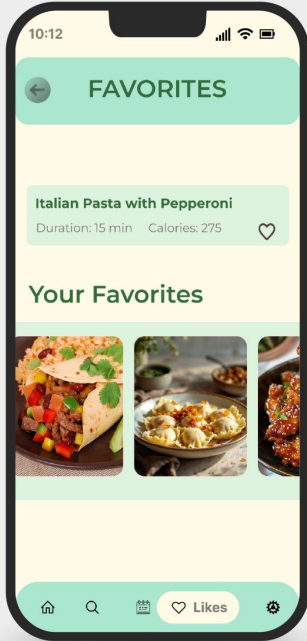 10:12
FAVORITES
Italian Pasta with Pepperoni
Duration: 15 min Calories: 275
Your Favorites
Likes